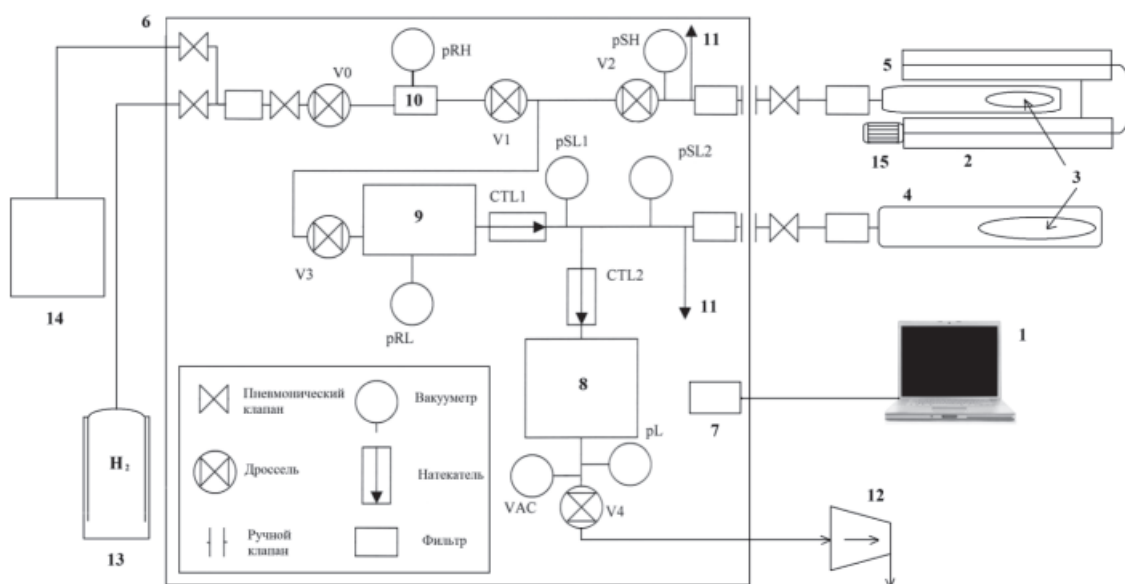 6
pRH
pSH
11
V0
V2
5
10
V1
15
2
pSL1
pSL2
3
9
CTL1
4
V3
CTL2
14
pRL
11
1
8
Пневмонический
клапан
Вакууметр
7
pL
H₂
Дроссель
Натекатель
VAC
V4
12
Ручной
клапан
Фильтр
13